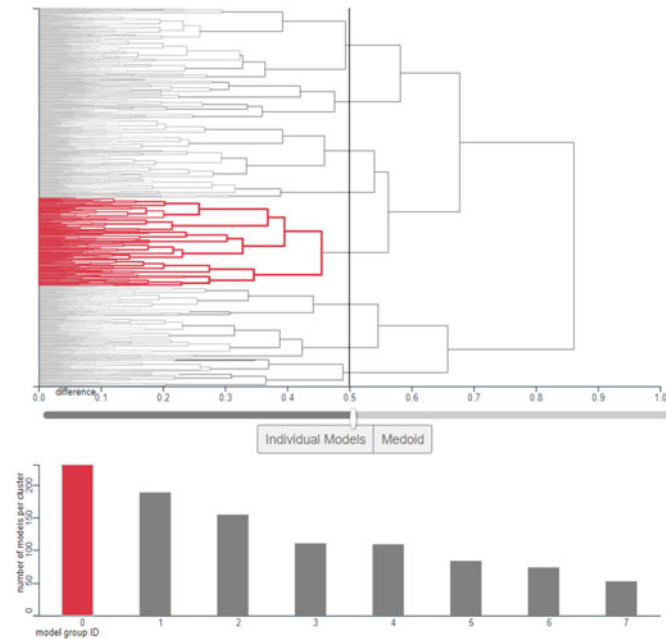 0.0 0.1 0.2 0.3 0.4 0.5 0.6 0.7 0.8 0.9 1.0
difference
Individual Models Medoid
number of models per cluster
200
150
100
50
0
0 1 2 3 4 5 6 7
model group ID